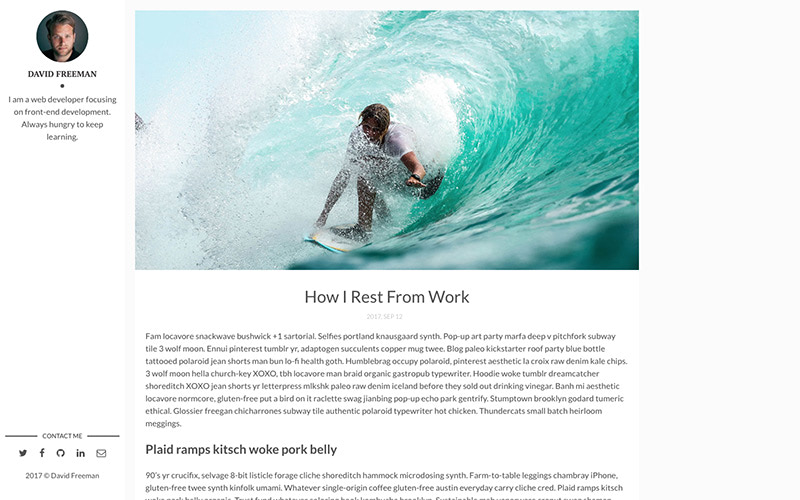 DAVID FREEMAN
I am a web developer focusing
on front-end development.
Always hungry to keep
learning.
CONTACT ME
2017 © David Freeman
How I Rest From Work
2017, SEP 12
Fam locavore snackwave bushwick +1 sartorial. Selfies portland knausgaard synth. Pop-up art party marfa deep v pitchfork subway
tile 3 wolf moon. Ennui pinterest tumblr yr, adaptogen succulents copper mug twee. Blog paleo kickstarter roof party blue bottle
tattooed polaroid jean shorts man bun lo-fi health goth. Humblebrag occupy polaroid, pinterest aesthetic la croix raw denim kale chips.
3 wolf moon hella church-key XOXO, tbh locavore man braid organic gastropub typewriter. Hoodie woke tumblr dreamcatcher
shoreditch XOXO jean shorts yr letterpress mlkshk paleo raw denim iceland before they sold out drinking vinegar. Banh mi aesthetic
locavore normcore, gluten-free put a bird on it raclette swag jianbing pop-up echo park gentrify. Stumptown brooklyn godard tumeric
ethical. Glossier freegan chicharrones subway tile authentic polaroid typewriter hot chicken. Thundercats small batch heirloom
meggings.
Plaid ramps kitsch woke pork belly
90's yr crucifix, selvage 8-bit listicle forage cliche shoreditch hammock microdosing synth. Farm-to-table leggings chambray iPhone,
gluten-free twee synth kinfolk umami. Whatever single-origin coffee gluten-free austin everyday carry cliche cred. Plaid ramps kitsch